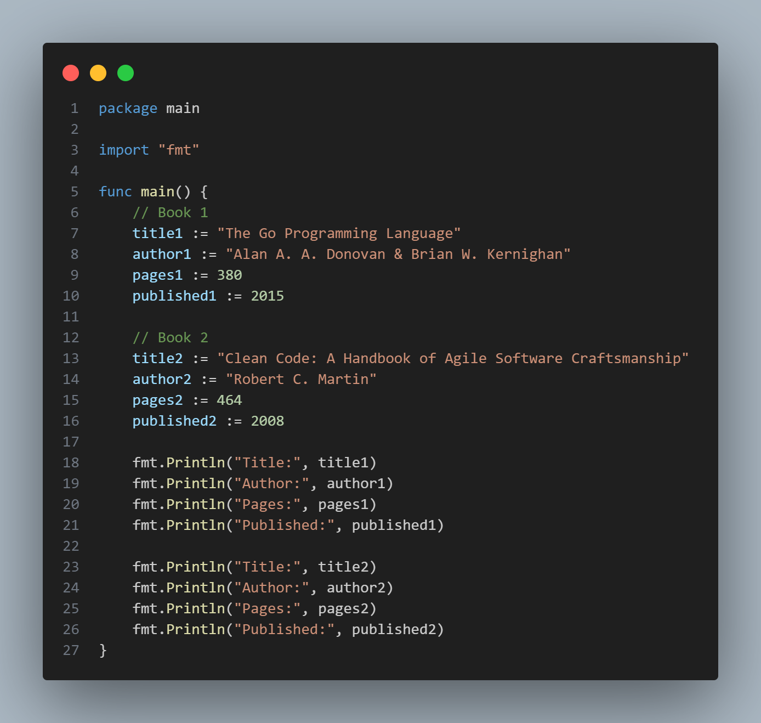 1 package main
2
3 import "fmt"
4
5 func main() {
6     // Book 1
7     title1 := "The Go Programming Language"
8     author1 := "Alan A. A. Donovan & Brian W. Kernighan"
9     pages1 := 380
10     published1 := 2015
11
12     // Book 2
13     title2 := "Clean Code: A Handbook of Agile Software Craftsmanship"
14     author2 := "Robert C. Martin"
15     pages2 := 464
16     published2 := 2008
17
18     fmt.Println("Title:", title1)
19     fmt.Println("Author:", author1)
20     fmt.Println("Pages:", pages1)
21     fmt.Println("Published:", published1)
22
23     fmt.Println("Title:", title2)
24     fmt.Println("Author:", author2)
25     fmt.Println("Pages:", pages2)
26     fmt.Println("Published:", published2)
27 }